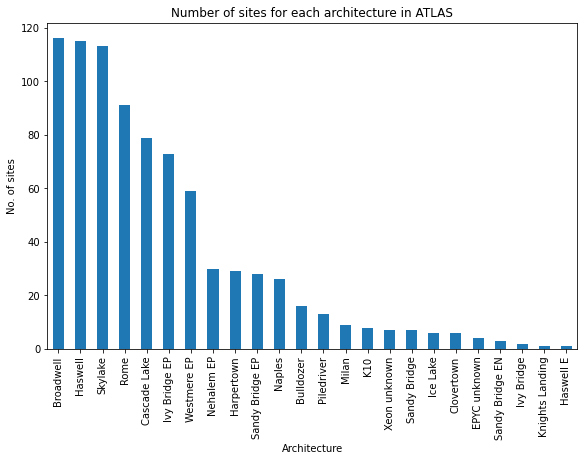 Number of sites for each architecture in ATLAS
No. of sites
120
100
80
60
40
20
0
Broadwell
Haswell
Skylake
Rome
Cascade Lake
Ivy Bridge EP
Westmere EP
Nehalem EP
Harpertown
Sandy Bridge EP
Naples
Bulldozer
Piledriver
Milan
K10
Xeon unknown
Sandy Bridge
Ice Lake
Clovertown
EPYC unknown
Sandy Bridge EN
Ivy Bridge
Knights Landing
Haswell E
Architecture